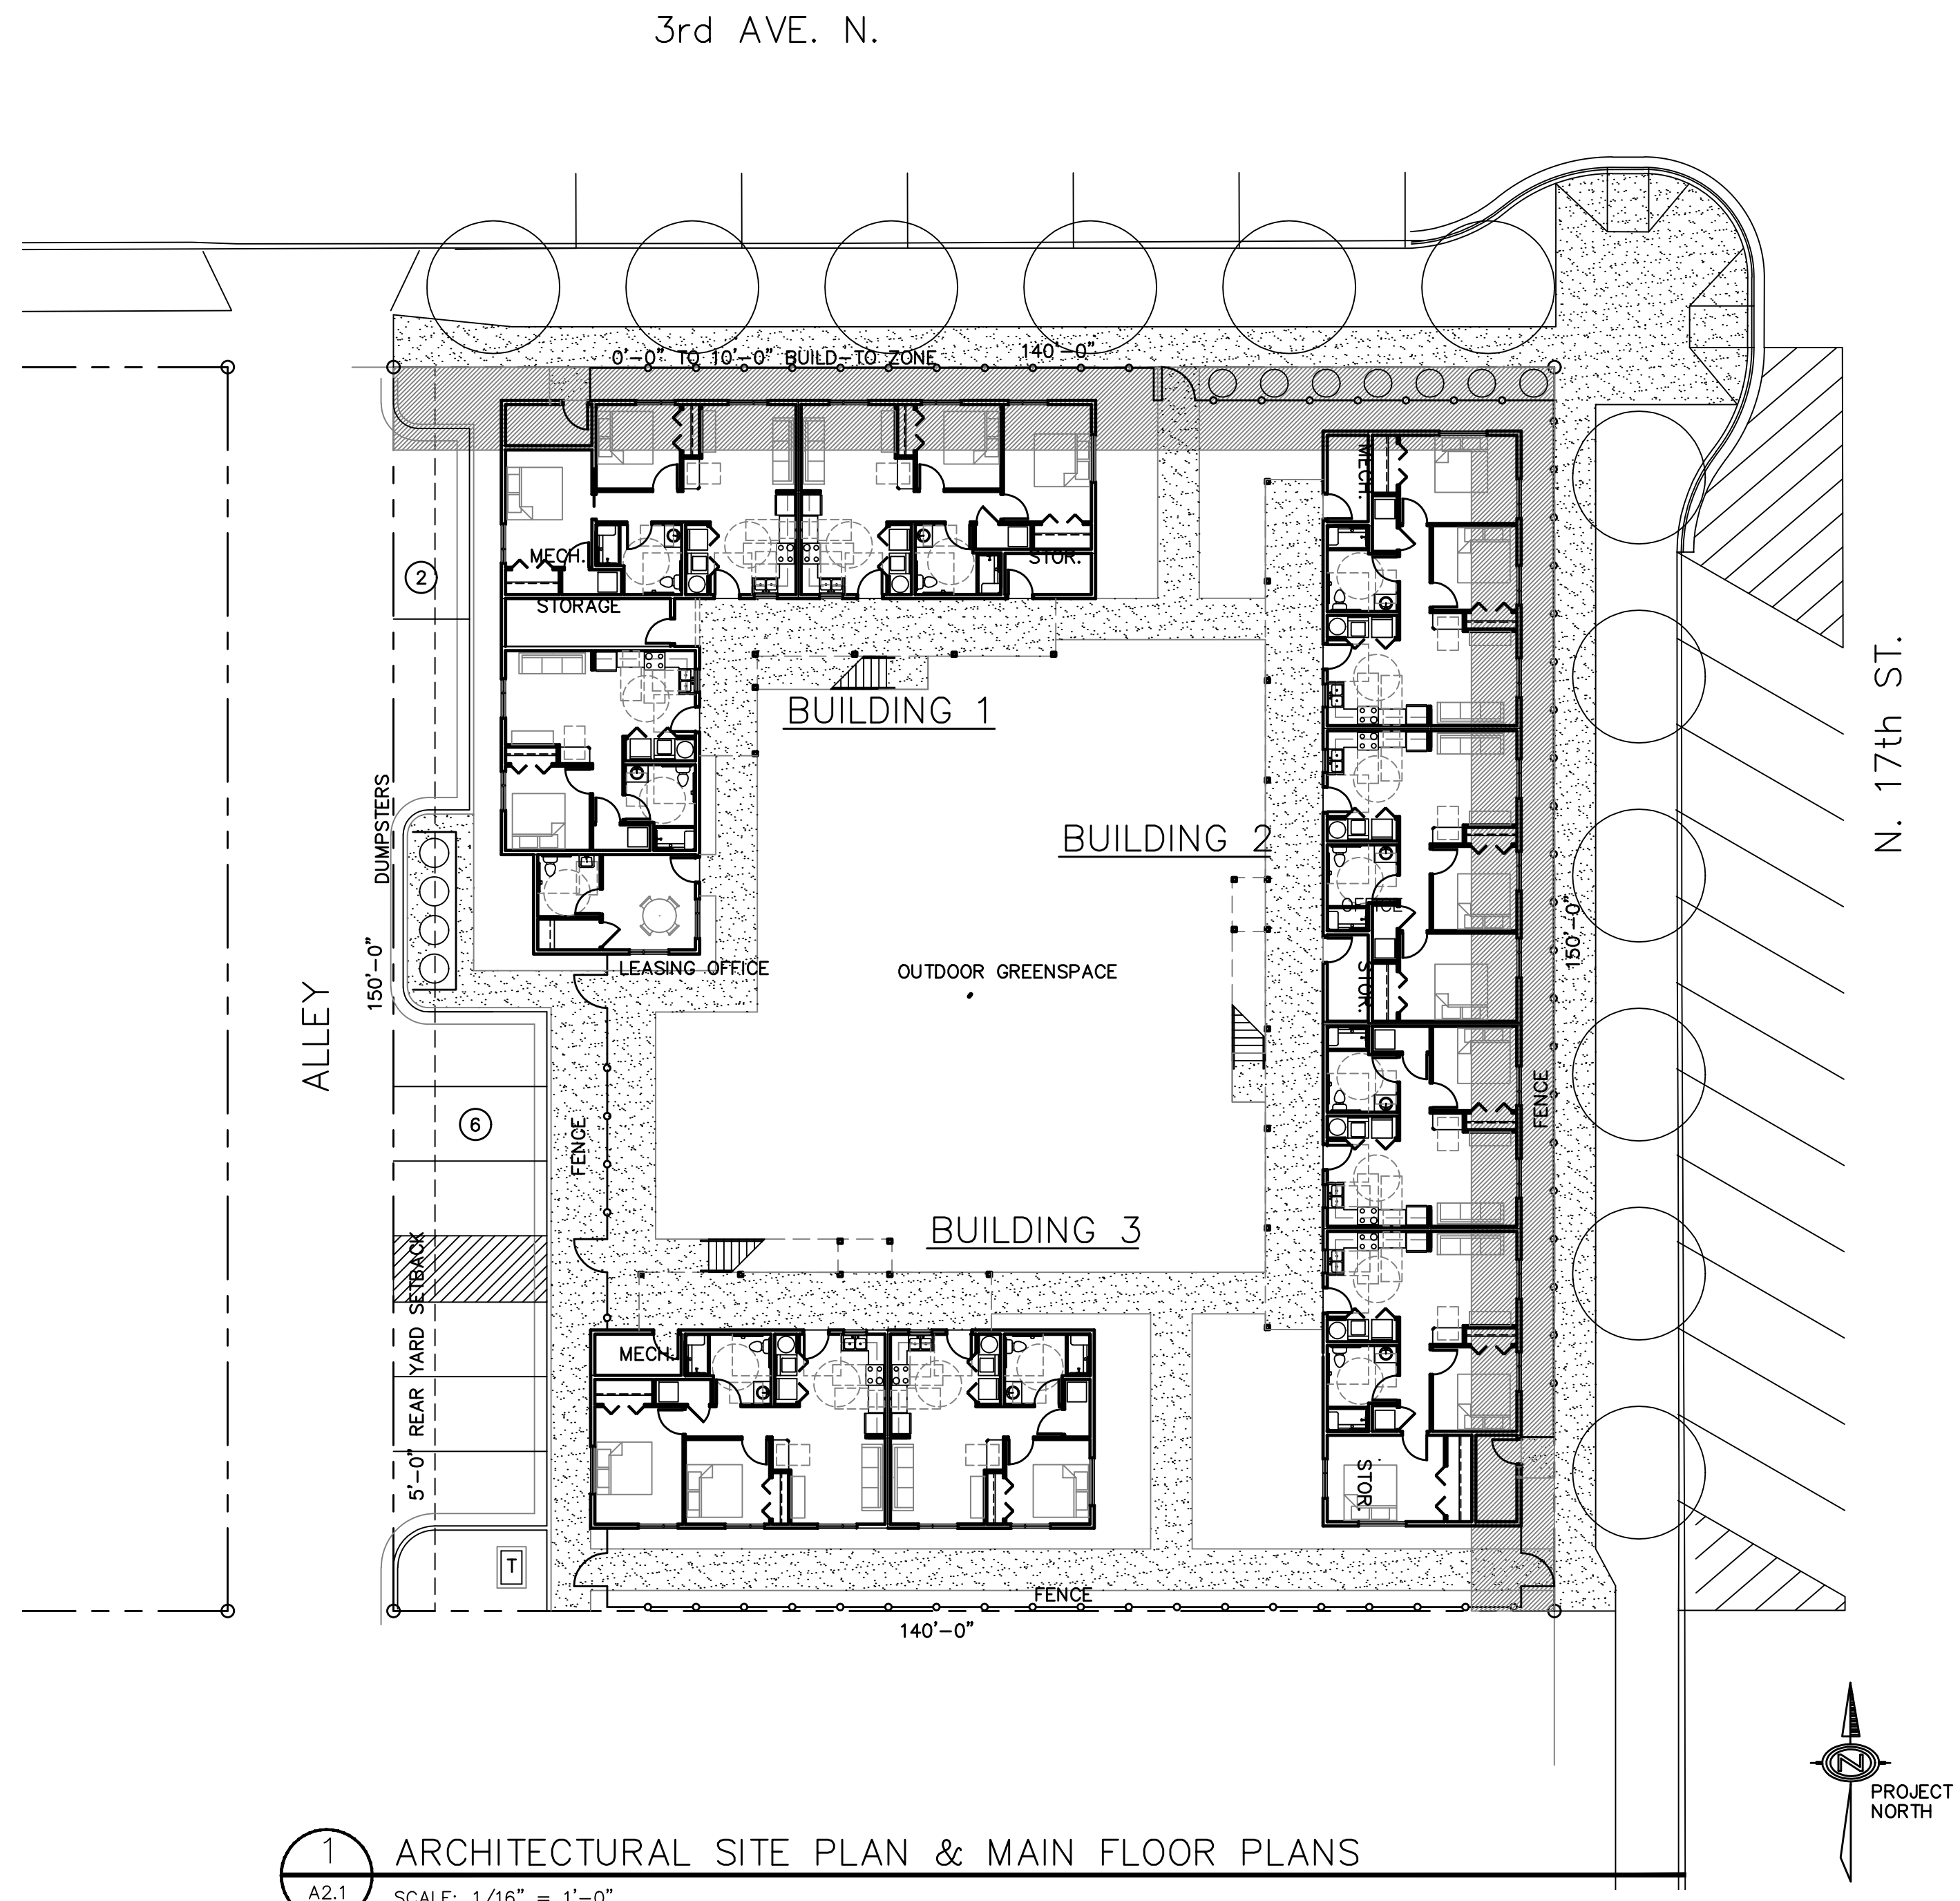 3rd AVE. N.
0'-0" TO 10'-0" BUILD-TO ZONE
140'-0"
MECH.
MECH.
STOR.
2
STORAGE
N. 17th ST.
BUILDING 1
DUMPSTERS
BUILDING 2
OFFICE
150'-0"
150'-0"
LEASING OFFICE
OUTDOOR GREENSPACE
STOR.
ALLEY
FENCE
6
FENCE
BUILDING 3
5'-0" REAR YARD SETBACK
MECH.
STOR.
T
FENCE
140'-0"
N
PROJECT
NORTH
1
ARCHITECTURAL SITE PLAN & MAIN FLOOR PLANS
A2.1
SCALE: 1/16" = 1'-0"